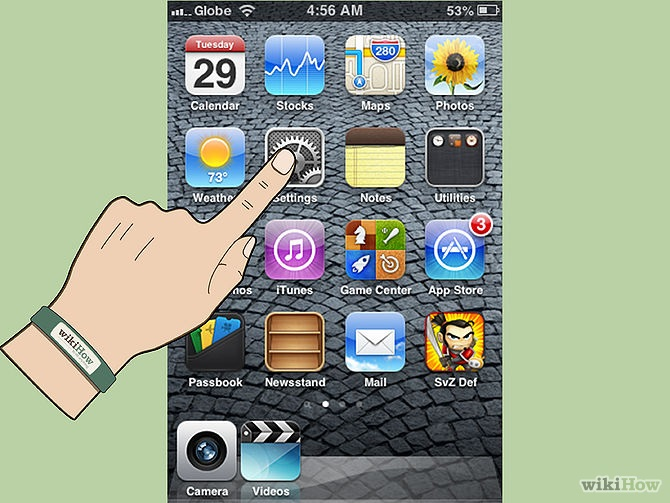 Globe 4:56 AM 53%
Tuesday
29
280
Calendar Stocks Maps Photos
73°
Weather Settings Notes Utilities
3
iTunes Game Center App Store
wikiHow
Passbook Newsstand Mail SvZ Def
Camera Videos
wikiHow